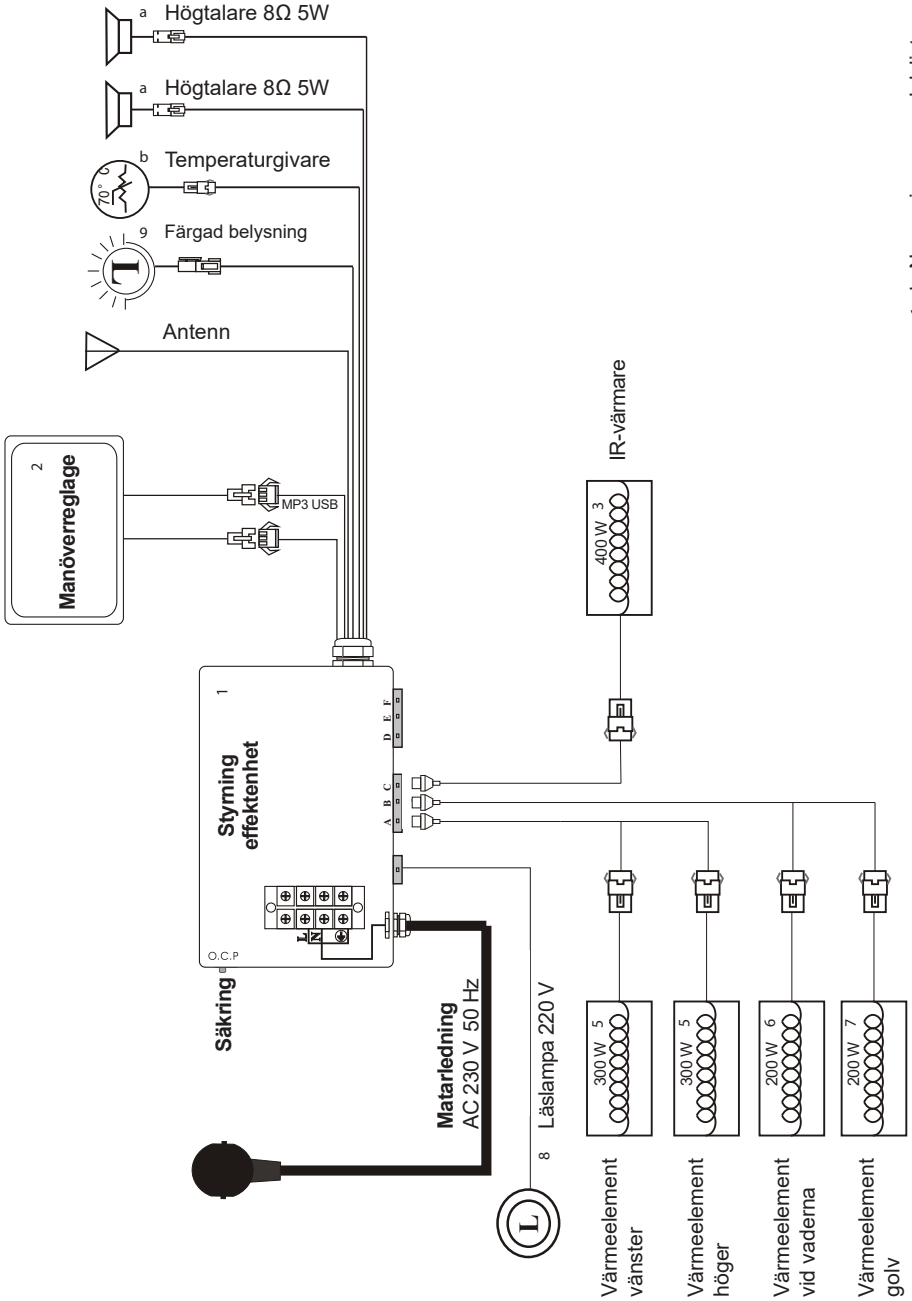 a Högtalare 8Ω 5W
a Högtalare 8Ω 5W
b Temperaturgivare
70° C
9 Färgad belysning
L
Antenn
2
Manöverreglage
MP3 USB
1
Styrning
effektenhet
O.C.P
Säkring
L
N
A B C
D E F
Matarledning
AC 230 V 50 Hz
8 Läslampa 220 V
L
IR-värmare
400 W 3
300 W 5
Värmeelement
vänster
300 W 5
Värmeelement
höger
200 W 6
Värmeelement
vid vaderna
200 W 7
Värmeelement
golv